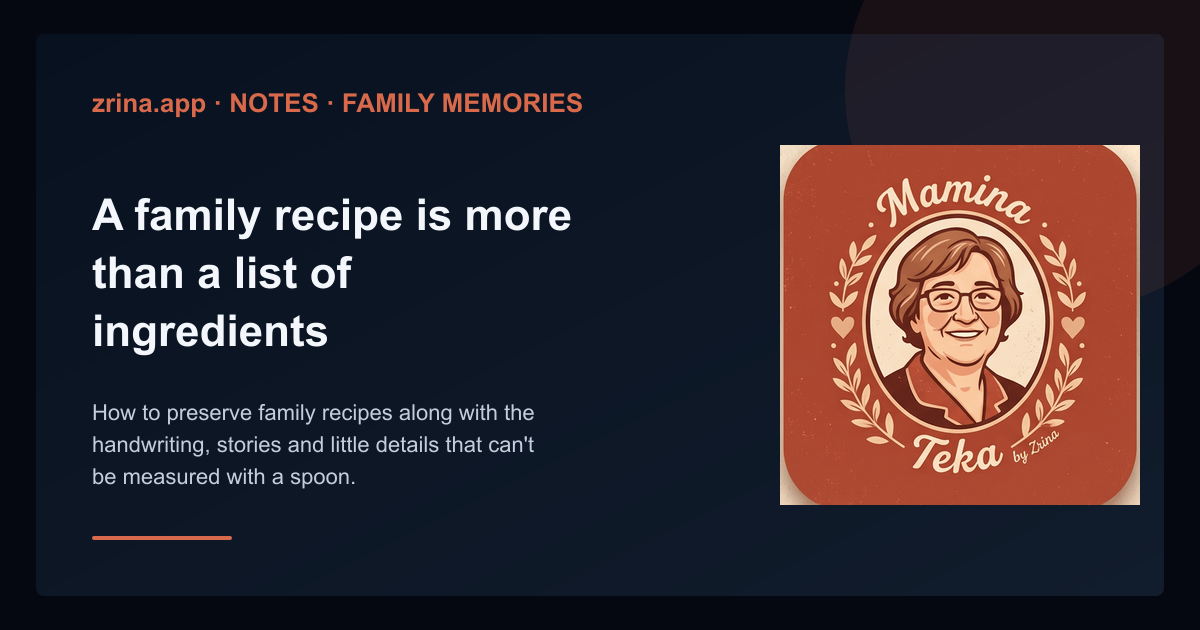 zrina.app · NOTES · FAMILY MEMORIES
A family recipe is more
than a list of
ingredients
How to preserve family recipes along with the
handwriting, stories and little details that can't
be measured with a spoon.
Mamina
Teka
by Zrina